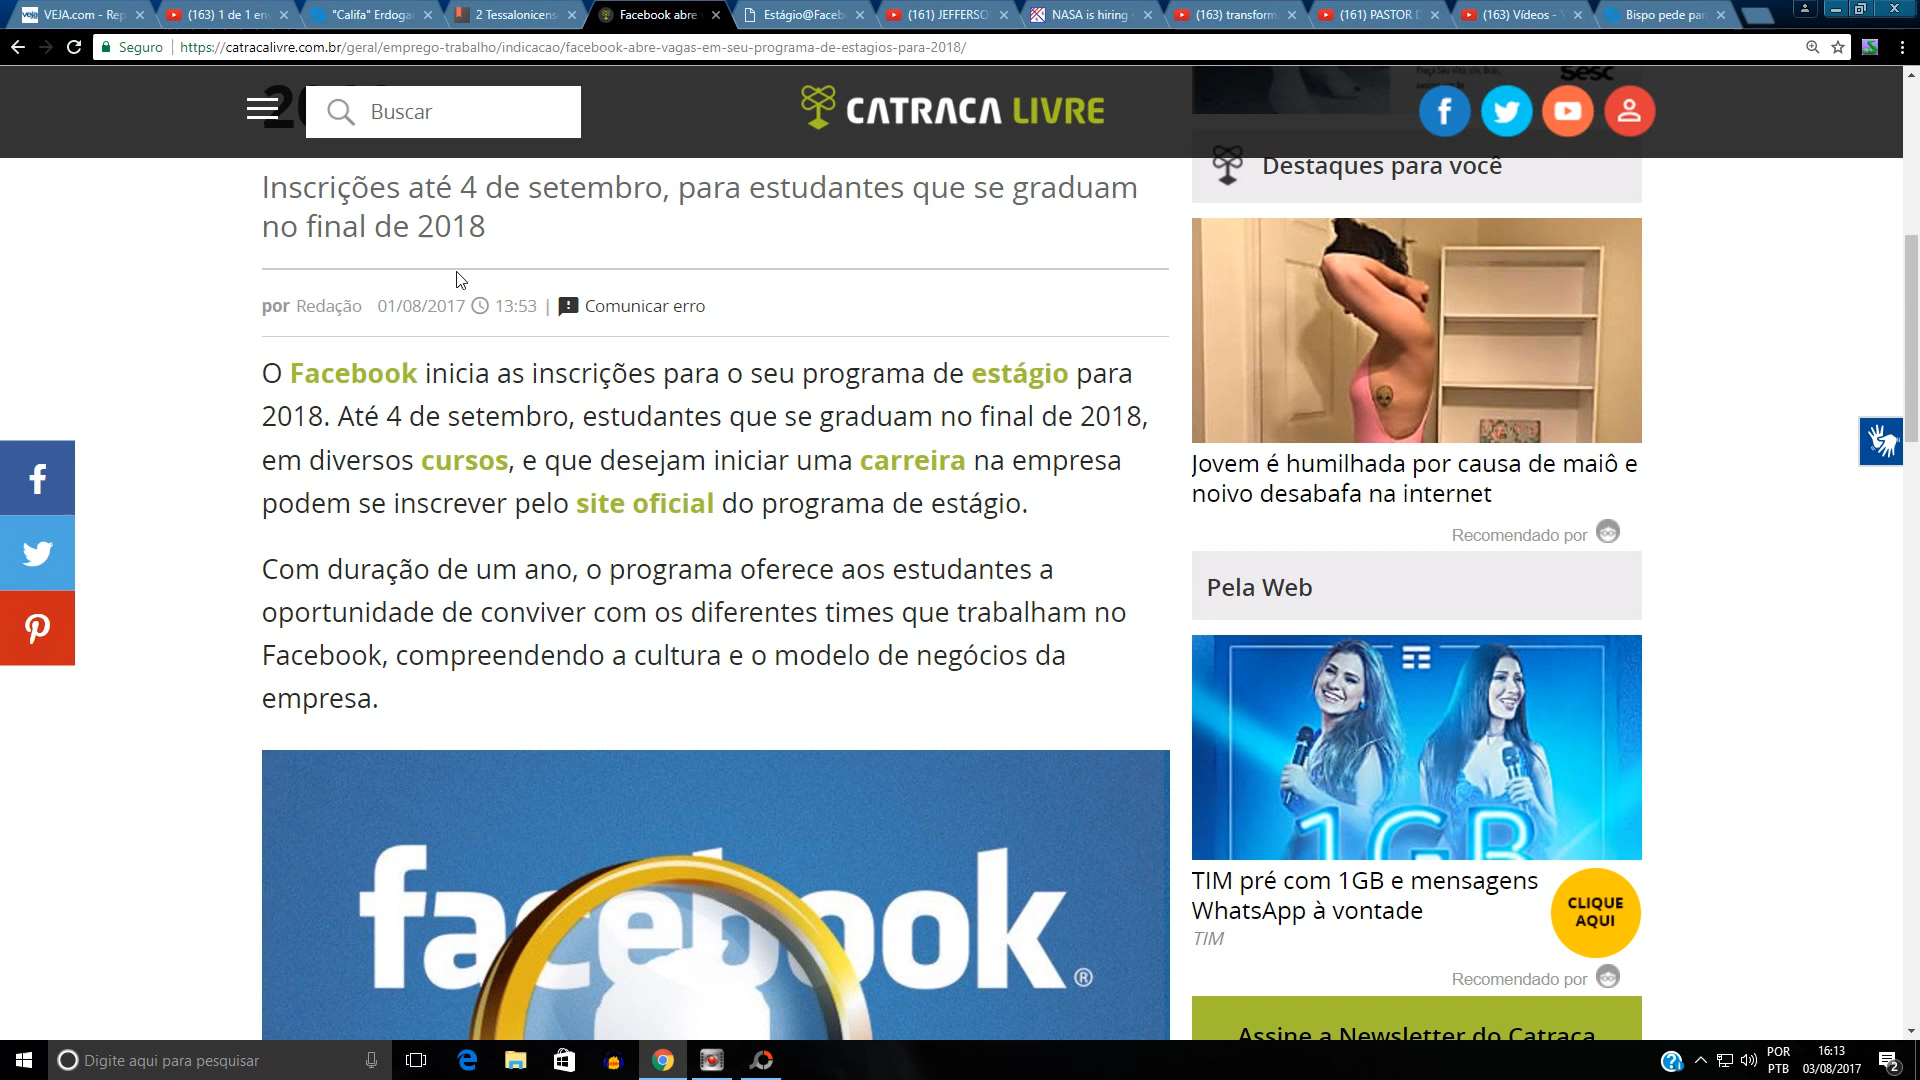 VEJA.com - Rep
(163) 1 de 1 en
"Califa" Erdoga
2 Tessalonicens
Facebook abre v
Estágio@Faceb
(161) JEFFERSO
NASA is hiring
(163) transform
(161) PASTOR
(163) Vídeos -
Bispo pede par
Seguro
https://catracalivre.com.br/geral/emprego-trabalho/indicacao/facebook-abre-vagas-em-seu-programa-de-estagios-para-2018/
Buscar
CATRACA LIVRE
sesc
Inscrições até 4 de setembro, para estudantes que se graduam
no final de 2018
por Redação 01/08/2017 13:53 | Comunicar erro
O Facebook inicia as inscrições para o seu programa de estágio para
2018. Até 4 de setembro, estudantes que se graduam no final de 2018,
em diversos cursos, e que desejam iniciar uma carreira na empresa
podem se inscrever pelo site oficial do programa de estágio.
Com duração de um ano, o programa oferece aos estudantes a
oportunidade de conviver com os diferentes times que trabalham no
Facebook, compreendendo a cultura e o modelo de negócios da
empresa.
facebook®
Destaques para você
Jovem é humilhada por causa de maiô e
noivo desabafa na internet
Recomendado por
Pela Web
1GB
TIM pré com 1GB e mensagens
WhatsApp à vontade
TIM
CLIQUE
AQUI
Recomendado por
Assine a Newsletter do Catraca
Digite aqui para pesquisar
POR
PTB
16:13
03/08/2017
2